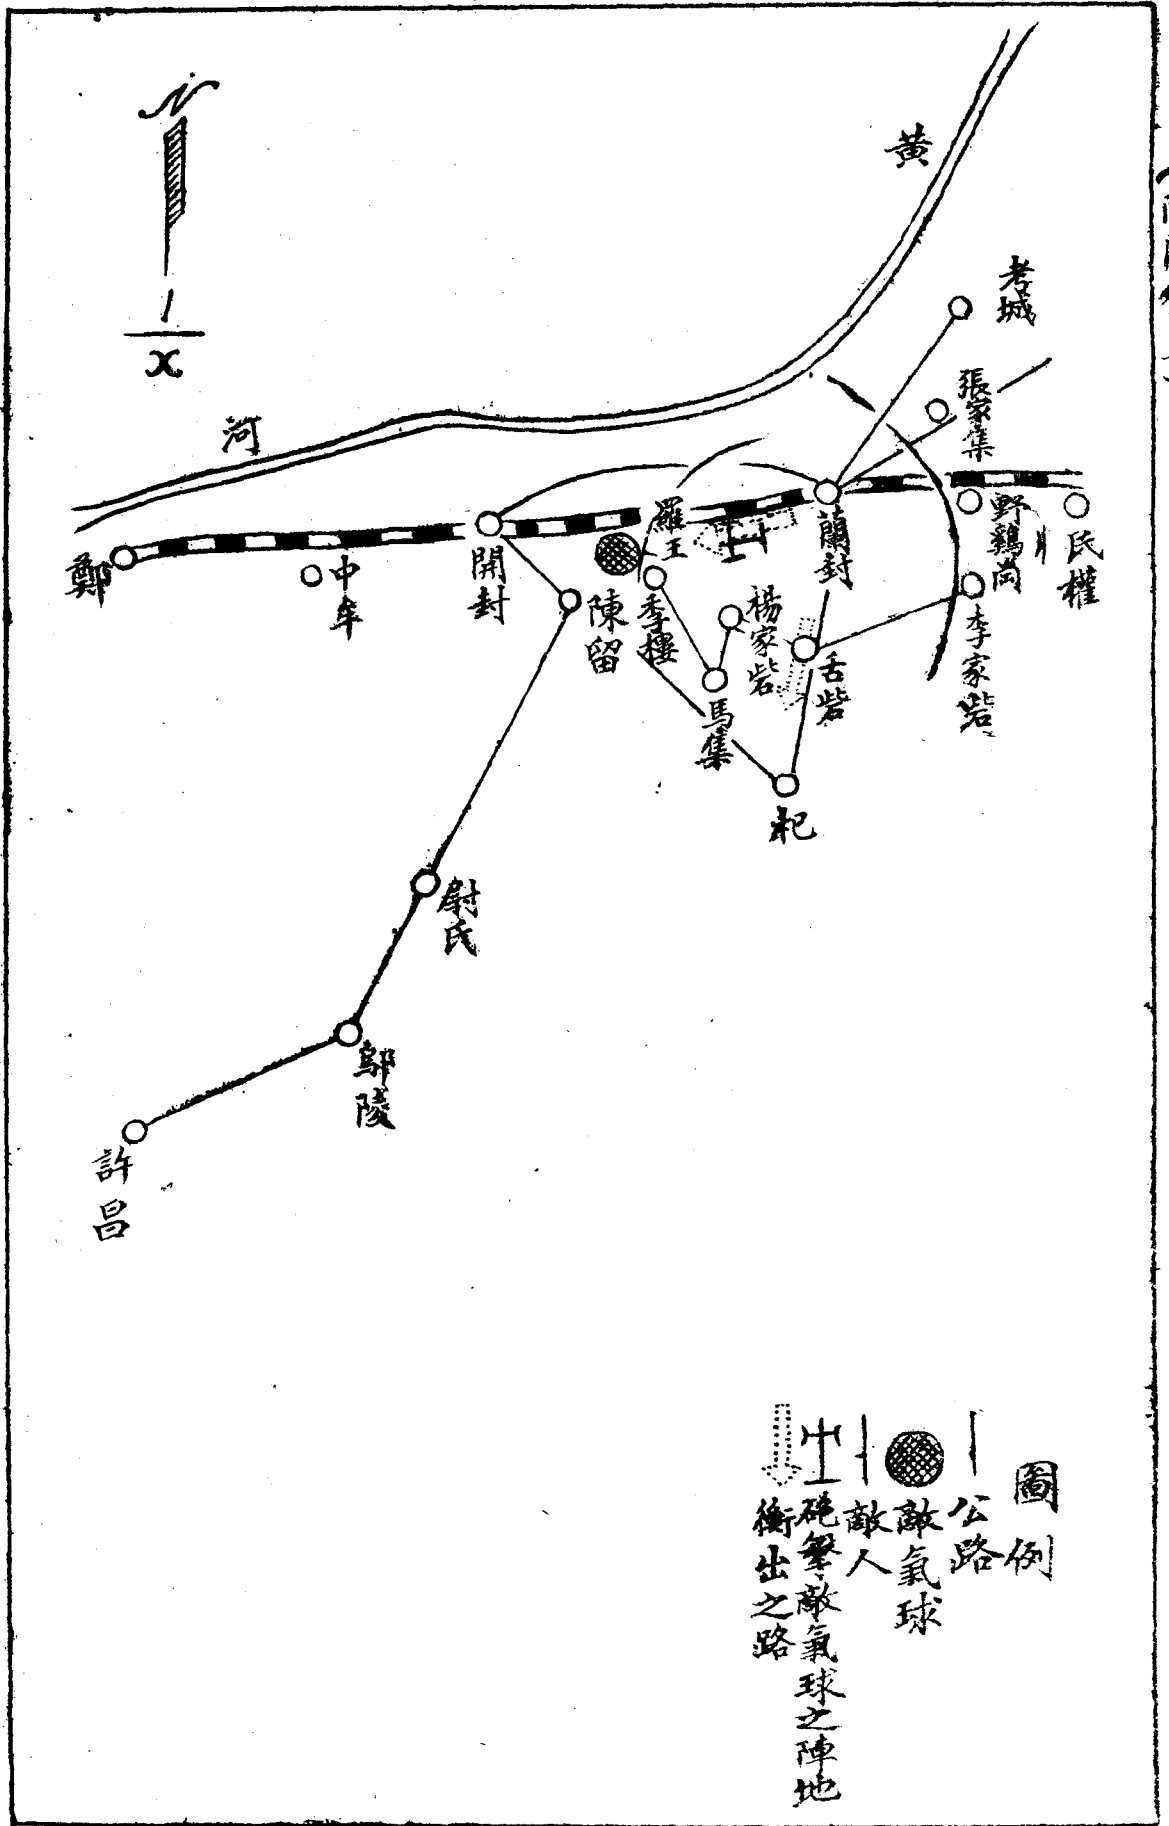 N
1
x
黃
河
考城
張家集
野鷄崗
民權
蘭封
羅王
開封
鄭
中牟
陳留
季樓
楊家砦
舌砦
李家砦
馬集
杞
尉氏
鄢陵
許昌
圖例
公路
敵氣球
敵人
砲擊敵氣球之陣地
衝出之路